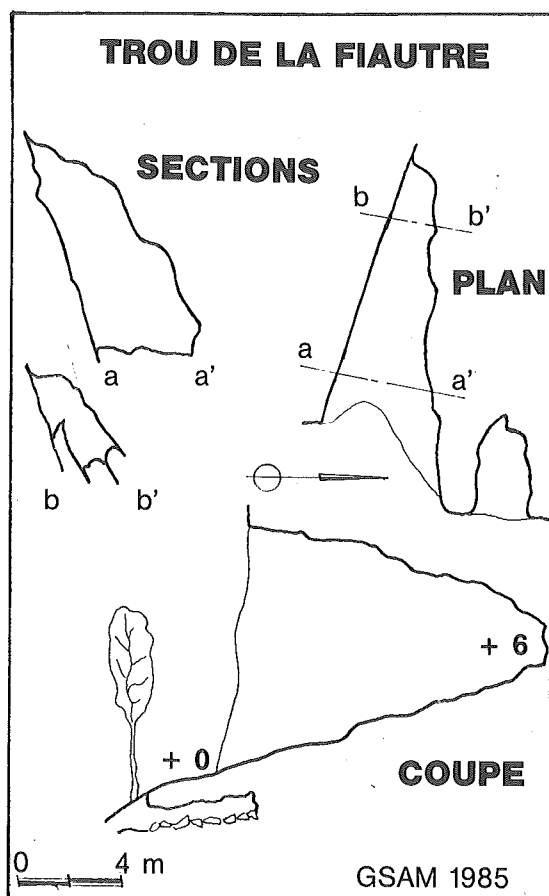 TROU DE LA FIAUTRE
SECTIONS
a a'
b b'
b b'
PLAN
a a'
+ 6
+ 0
COUPE
0 4 m
GSAM 1985